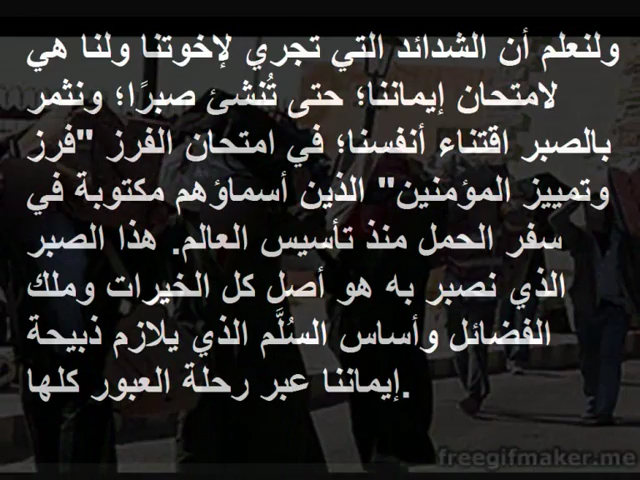 ولنعلم أن الشدائد التي تجري لإخوتنا ولنا هي
لامتحان إيماننا؛ حتى تُنشئ صبرًا؛ ونثمر
بالصبر اقتناء أنفسنا؛ في امتحان الفرز "فرز
وتمييز المؤمنين" الذين أسماؤهم مكتوبة في
سفر الحمل منذ تأسيس العالم. هذا الصبر
الذي نصبر به هو أصل كل الخيرات وملك
الفضائل وأساس السُلَّم الذي يلازم ذبيحة
.إيماننا عبر رحلة العبور كلها
freegifmaker.me